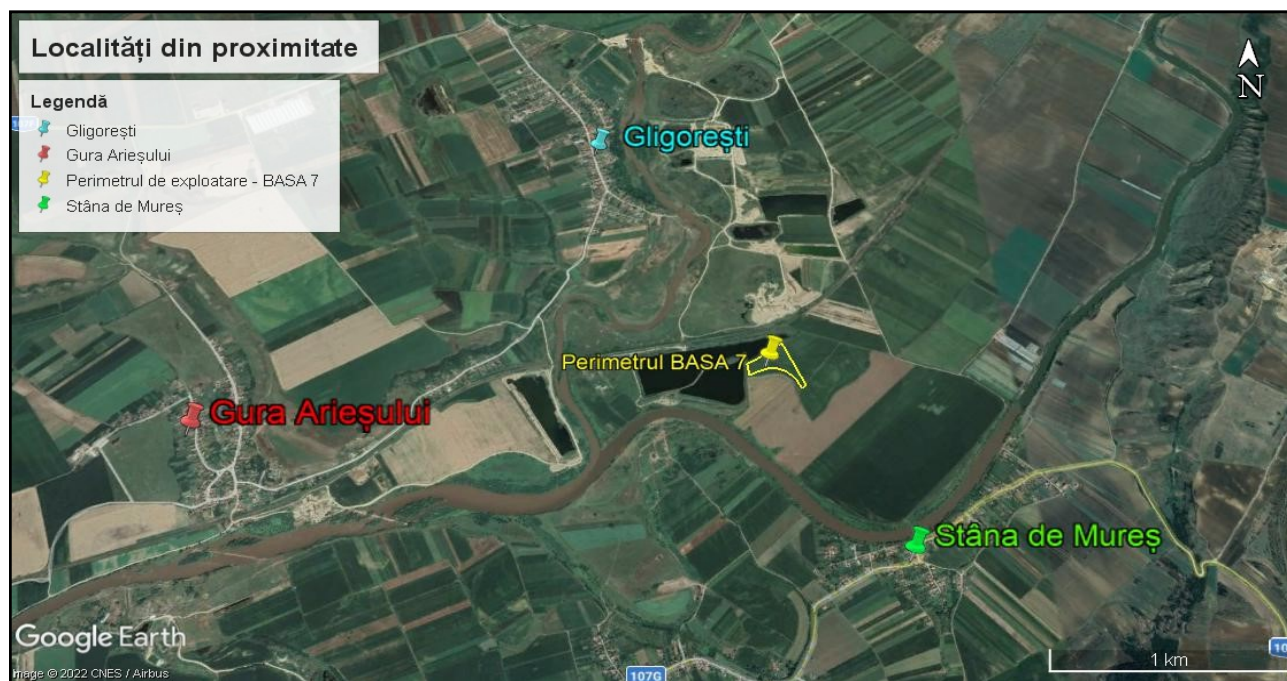 Localități din proximitate
Legendă
Gligorești
Gura Arieșului
Perimetrul de exploatare - BASA 7
Stâna de Mureș
Gligorești
Perimetrul BASA 7
Gura Arieșului
Stâna de Mureș
N
Google Earth
Image © 2022 CNES / Airbus
107G
1 km